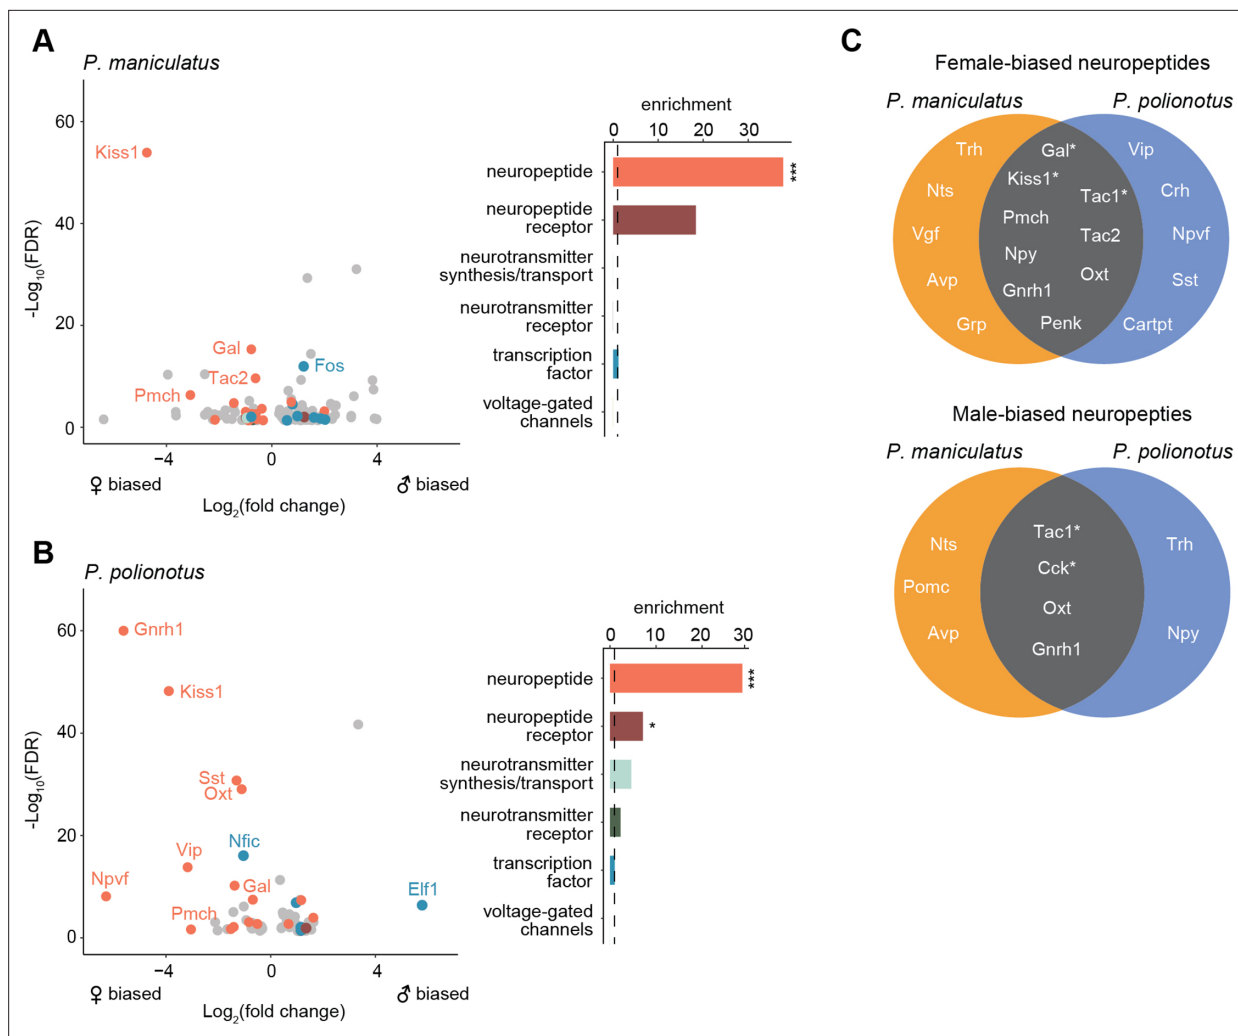 A
P. maniculatus
-Log10(FDR)
60
40
20
0
Kiss1
Gal
Tac2
Pmch
Fos
−4
0
4
♀ biased
♂ biased
Log2(fold change)
enrichment
0
10
20
30
neuropeptide
***
neuropeptide
receptor
neurotransmitter
synthesis/transport
neurotransmitter
receptor
transcription
factor
voltage-gated
channels
B
P. polionotus
-Log10(FDR)
60
40
20
0
Gnrh1
Kiss1
Sst
Oxt
Nfic
Vip
Npvf
Gal
Elf1
Pmch
−4
0
4
♀ biased
♂ biased
Log2(fold change)
enrichment
0
10
20
30
neuropeptide
***
neuropeptide
receptor
*
neurotransmitter
synthesis/transport
neurotransmitter
receptor
transcription
factor
voltage-gated
channels
C
Female-biased neuropeptides
P. maniculatus
P. polionotus
Trh
Nts
Vgf
Avp
Grp
Gal*
Kiss1*
Tac1*
Pmch
Tac2
Npy
Oxt
Gnrh1
Penk
Vip
Crh
Npvf
Sst
Cartpt
Male-biased neuropepties
P. maniculatus
P. polionotus
Nts
Pomc
Avp
Tac1*
Cck*
Oxt
Gnrh1
Trh
Npy